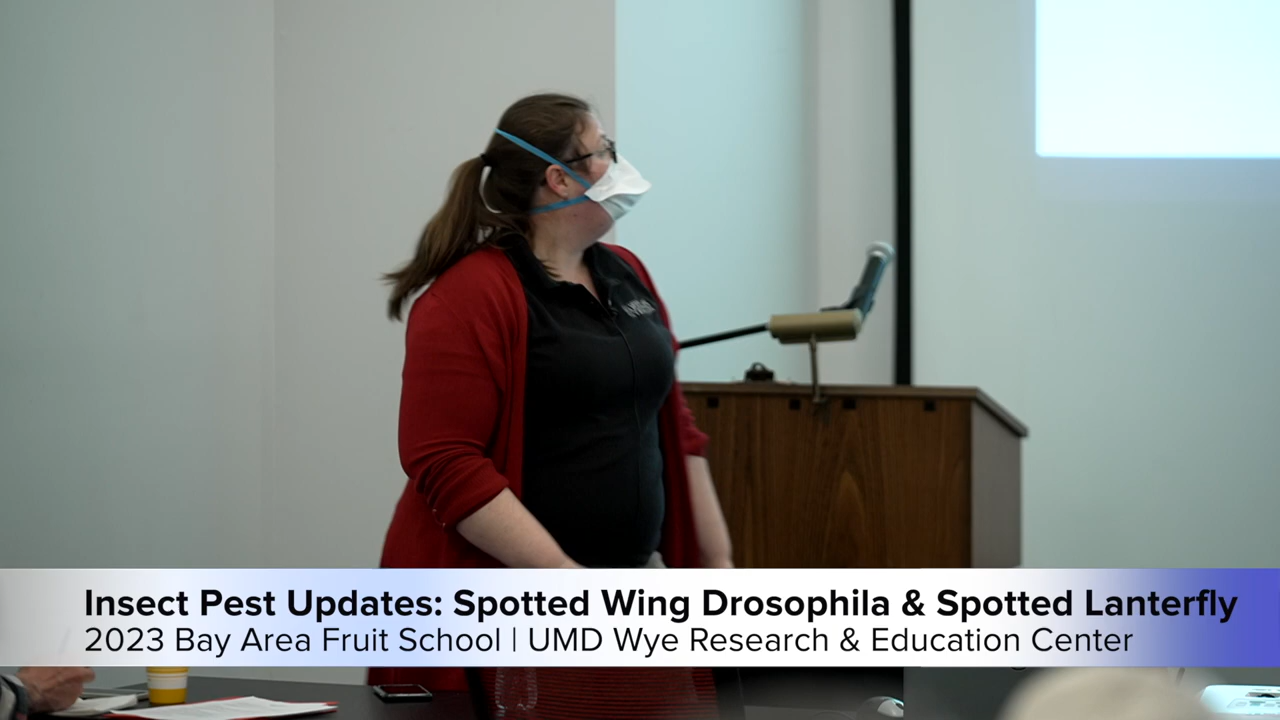 Insect Pest Updates: Spotted Wing Drosophila & Spotted Lanterfly
2023 Bay Area Fruit School | UMD Wye Research & Education Center